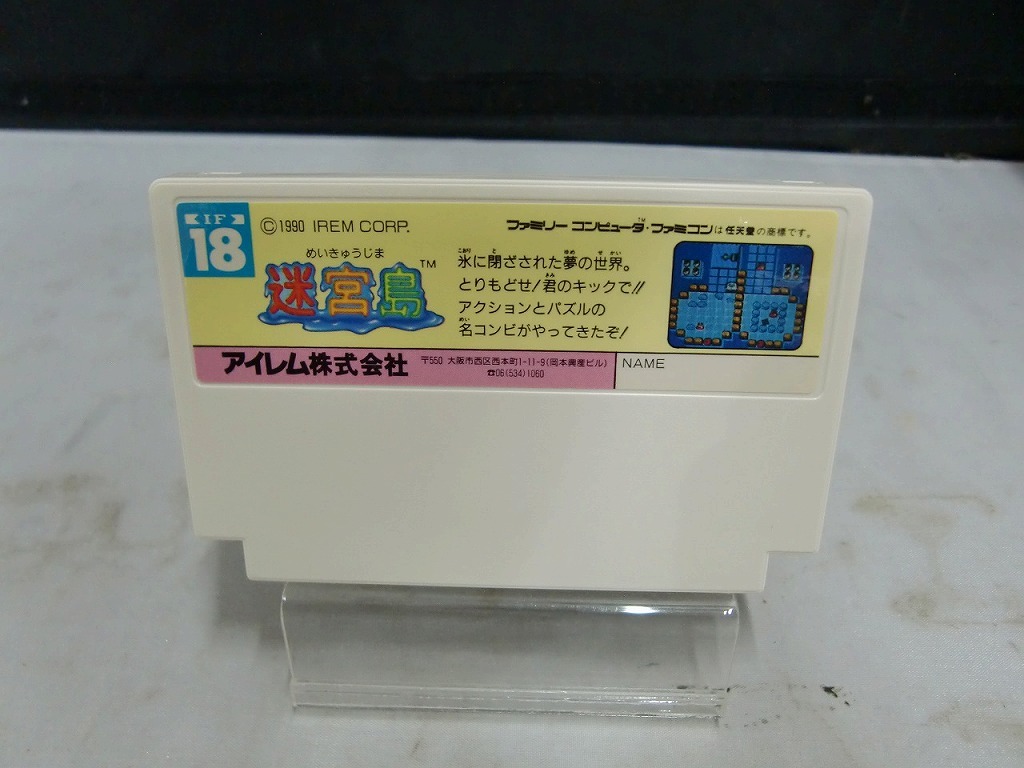 IF
18
©1990 IREM CORP.
ファミリー コンピュータ™・ファミコンは任天堂の商標です。
めいきゅうじま
迷宮島™
氷に閉ざされた夢の世界。
とりもどせ!君のキックで!!
アクションとパズルの
名コンビがやってきたぞ!
アイレム株式会社
〒550 大阪市西区西本町1-11-9(岡本興産ビル)
☎06(534)1060
NAME